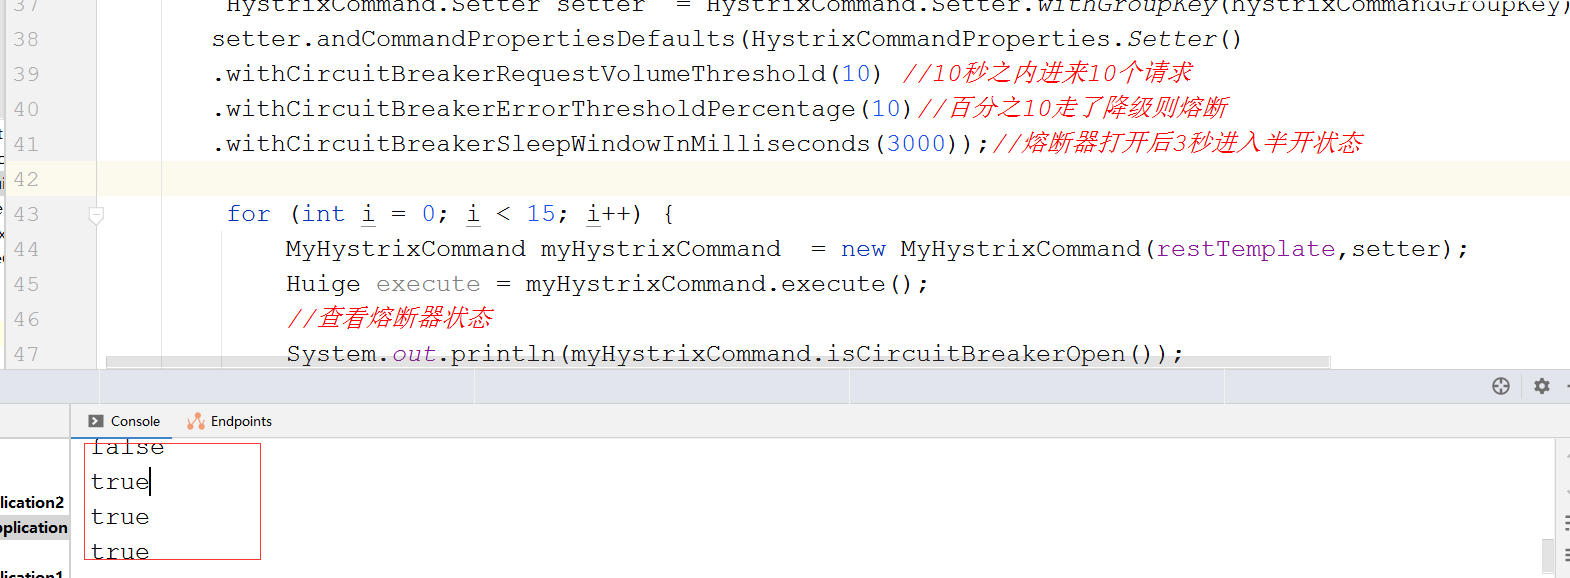 37 HystrixCommand.Setter setter = HystrixCommand.Setter.withGroupKey(hystrixCommandGroupKey)
38 setter.andCommandPropertiesDefaults(HystrixCommandProperties.Setter()
39 .withCircuitBreakerRequestVolumeThreshold(10) //10秒之内进来10个请求
40 .withCircuitBreakerErrorThresholdPercentage(10)//百分之10走了降级则熔断
41 .withCircuitBreakerSleepWindowInMilliseconds(3000));//熔断器打开后3秒进入半开状态
42
43 for (int i = 0; i < 15; i++) {
44 MyHystrixCommand myHystrixCommand = new MyHystrixCommand(restTemplate,setter);
45 Huige execute = myHystrixCommand.execute();
46 //查看熔断器状态
47 System.out.println(myHystrixCommand.isCircuitBreakerOpen());
Console Endpoints
false
true
true
true
lication2
pplication
lication1